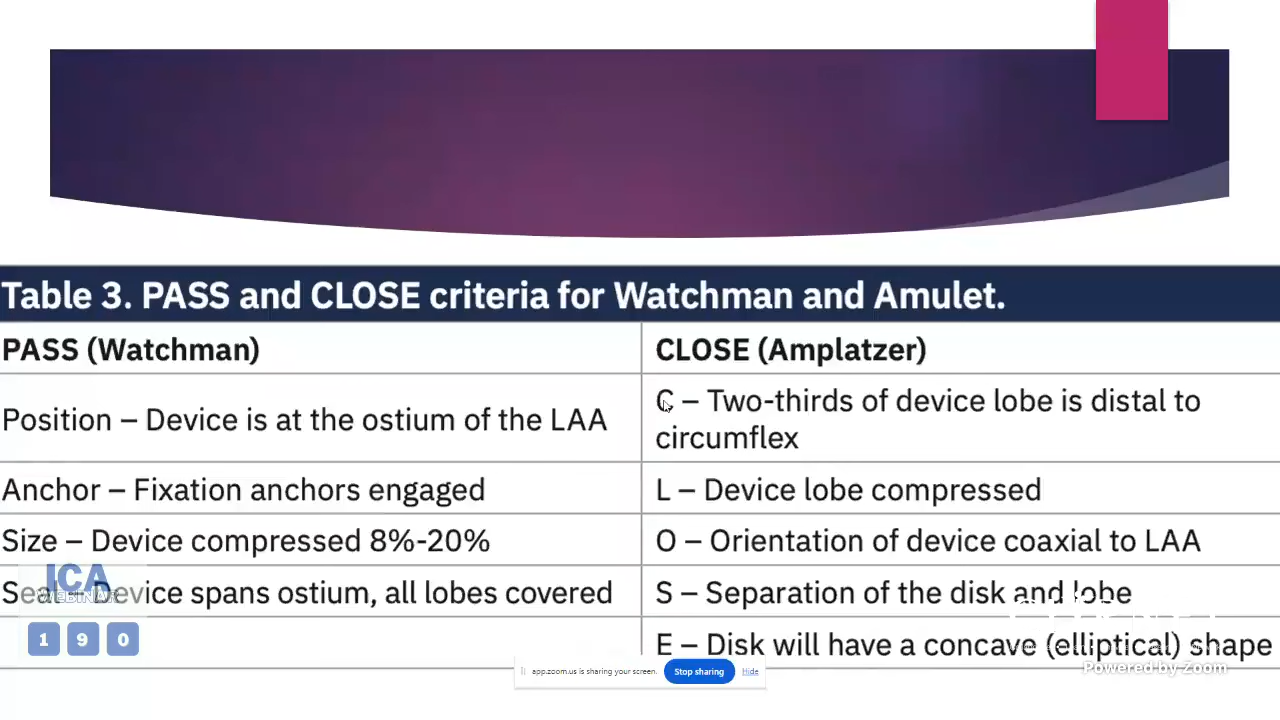 Table 3. PASS and CLOSE criteria for Watchman and Amulet.
PASS (Watchman)
CLOSE (Amplatzer)
Position – Device is at the ostium of the LAA
C – Two-thirds of device lobe is distal to
circumflex
Anchor – Fixation anchors engaged
L – Device lobe compressed
Size – Device compressed 8%-20%
O – Orientation of device coaxial to LAA
Seal – Device spans ostium, all lobes covered
S – Separation of the disk and lobe
E – Disk will have a concave (elliptical) shape
ICA
WEBINAR
1 9 0
app.zoom.us is sharing your screen.
Stop sharing
Hide
Powered by Zoom